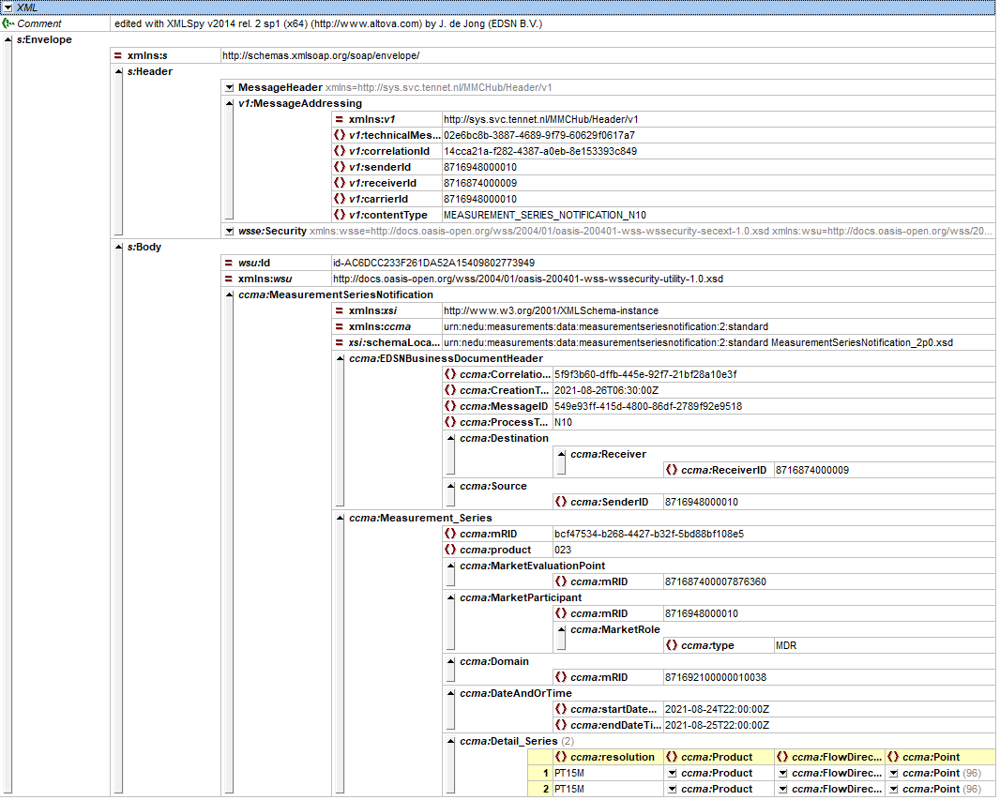 XML
Comment edited with XMLSpy v2014 rel. 2 sp1 (x64) (http://www.altova.com) by J. de Jong (EDSN B.V.)
s:Envelope
xmlns:s http://schemas.xmlsoap.org/soap/envelope/
s:Header
MessageHeader xmlns=http://sys.svc.tennet.nl/MMCHub/Header/v1
v1:MessageAddressing
xmlns:v1 http://sys.svc.tennet.nl/MMCHub/Header/v1
v1:technicalMes... 02e6bc8b-3887-4689-9f79-60629f0617a7
v1:correlationId 14cca21a-f282-4387-a0eb-8e153393c849
v1:senderId 8716948000010
v1:receiverId 8716874000009
v1:carrierId 8716948000010
v1:contentType MEASUREMENT_SERIES_NOTIFICATION_N10
wsse:Security xmlns:wsse=http://docs.oasis-open.org/wss/2004/01/oasis-200401-wss-wssecurity-secext-1.0.xsd xmlns:wsu=http://docs.oasis-open.org/wss/20...
s:Body
wsu:Id id-AC6DCC233F261DA52A15409802773949
xmlns:wsu http://docs.oasis-open.org/wss/2004/01/oasis-200401-wss-wssecurity-utility-1.0.xsd
ccma:MeasurementSeriesNotification
xmlns:xsi http://www.w3.org/2001/XMLSchema-instance
xmlns:ccma urn:nedu:measurements:data:measurementseriesnotification:2:standard
xsi:schemaLoca... urn:nedu:measurements:data:measurementseriesnotification:2:standard MeasurementSeriesNotification_2p0.xsd
ccma:EDSNBusinessDocumentHeader
ccma:Correlatio... 5f9f3b60-dffb-445e-92f7-21bf28a10e3f
ccma:CreationT... 2021-08-26T06:30:00Z
ccma:MessageID 549e93ff-415d-4800-86df-2789f92e9518
ccma:ProcessT... N10
ccma:Destination
ccma:Receiver
ccma:ReceiverID 8716874000009
ccma:Source
ccma:SenderID 8716948000010
ccma:Measurement_Series
ccma:mRID bcf47534-b268-4427-b32f-5bd88bf108e5
ccma:product 023
ccma:MarketEvaluationPoint
ccma:mRID 871687400007876360
ccma:MarketParticipant
ccma:mRID 8716948000010
ccma:MarketRole
ccma:type MDR
ccma:Domain
ccma:mRID 871692100000010038
ccma:DateAndOrTime
ccma:startDate... 2021-08-24T22:00:00Z
ccma:endDateTi... 2021-08-25T22:00:00Z
ccma:Detail_Series (2)
ccma:resolution ccma:Product ccma:FlowDirec... ccma:Point
1 PT15M ccma:Product ccma:FlowDirec... ccma:Point (96)
2 PT15M ccma:Product ccma:FlowDirec... ccma:Point (96)